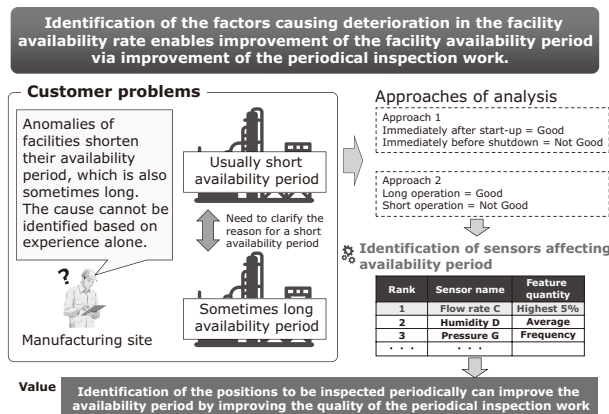 Identification of the factors causing deterioration in the facility
availability rate enables improvement of the facility availability period
via improvement of the periodical inspection work.
Customer problems
Anomalies of
facilities shorten
their availability
period, which is also
sometimes long.
The cause cannot be
identified based on
experience alone.
?
Manufacturing site
Usually short
availability period
Need to clarify the
reason for a short
availability period
Sometimes long
availability period
Approaches of analysis
Approach 1
Immediately after start-up = Good
Immediately before shutdown = Not Good
Approach 2
Long operation = Good
Short operation = Not Good
Identification of sensors affecting
availability period
Rank Sensor name Feature quantity
1 Flow rate C Highest 5%
2 Humidity D Average
3 Pressure G Frequency
· · · · · ·
Value
Identification of the positions to be inspected periodically can improve the
availability period by improving the quality of the periodical inspection work